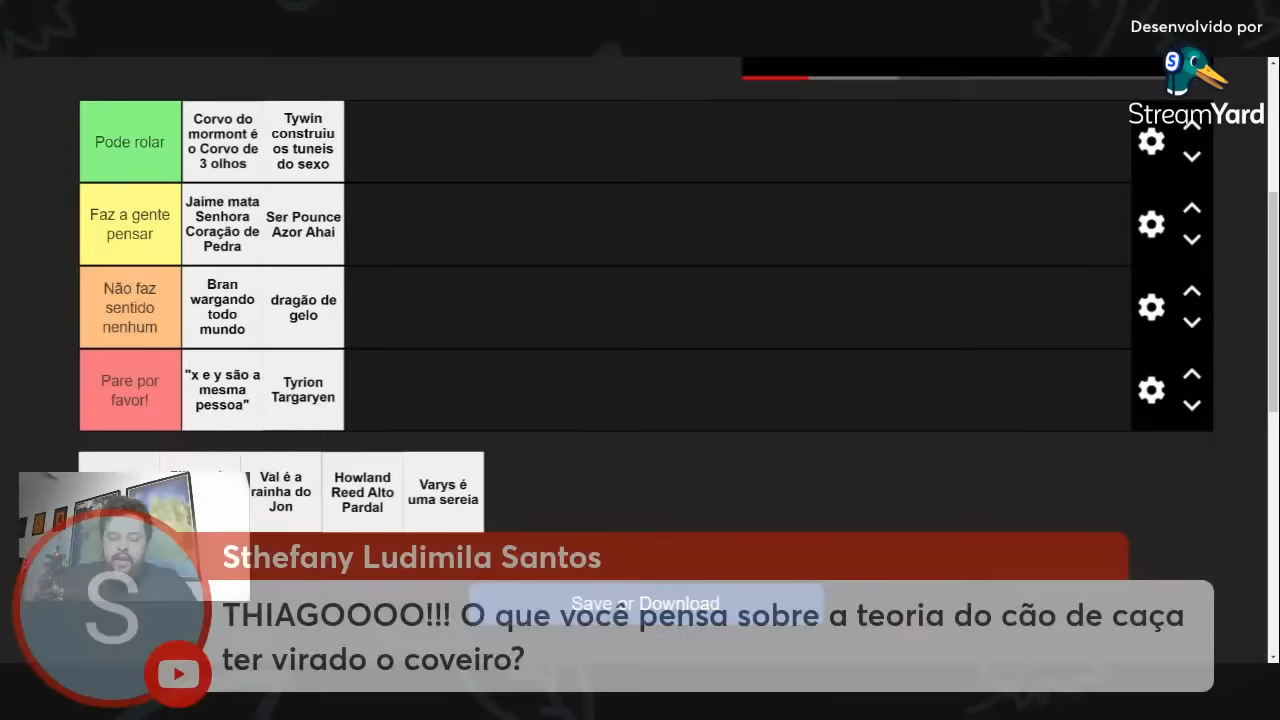 Desenvolvido por
S
StreamYard
Pode rolar
Corvo do
mormont é
o Corvo de
3 olhos
Tywin
construiu
os tuneis
do sexo
Faz a gente
pensar
Jaime mata
Senhora
Coração de
Pedra
Ser Pounce
Azor Ahai
Não faz
sentido
nenhum
Bran
wargando
todo
mundo
dragão de
gelo
Pare por
favor!
"x e y são a
mesma
pessoa"
Tyrion
Targaryen
Val é a
rainha do
Jon
Howland
Reed Alto
Pardal
Varys é
uma sereia
S
Sthefany Ludimila Santos
Save or Download
THIAGOOOO!!! O que você pensa sobre a teoria do cão de caça
ter virado o coveiro?